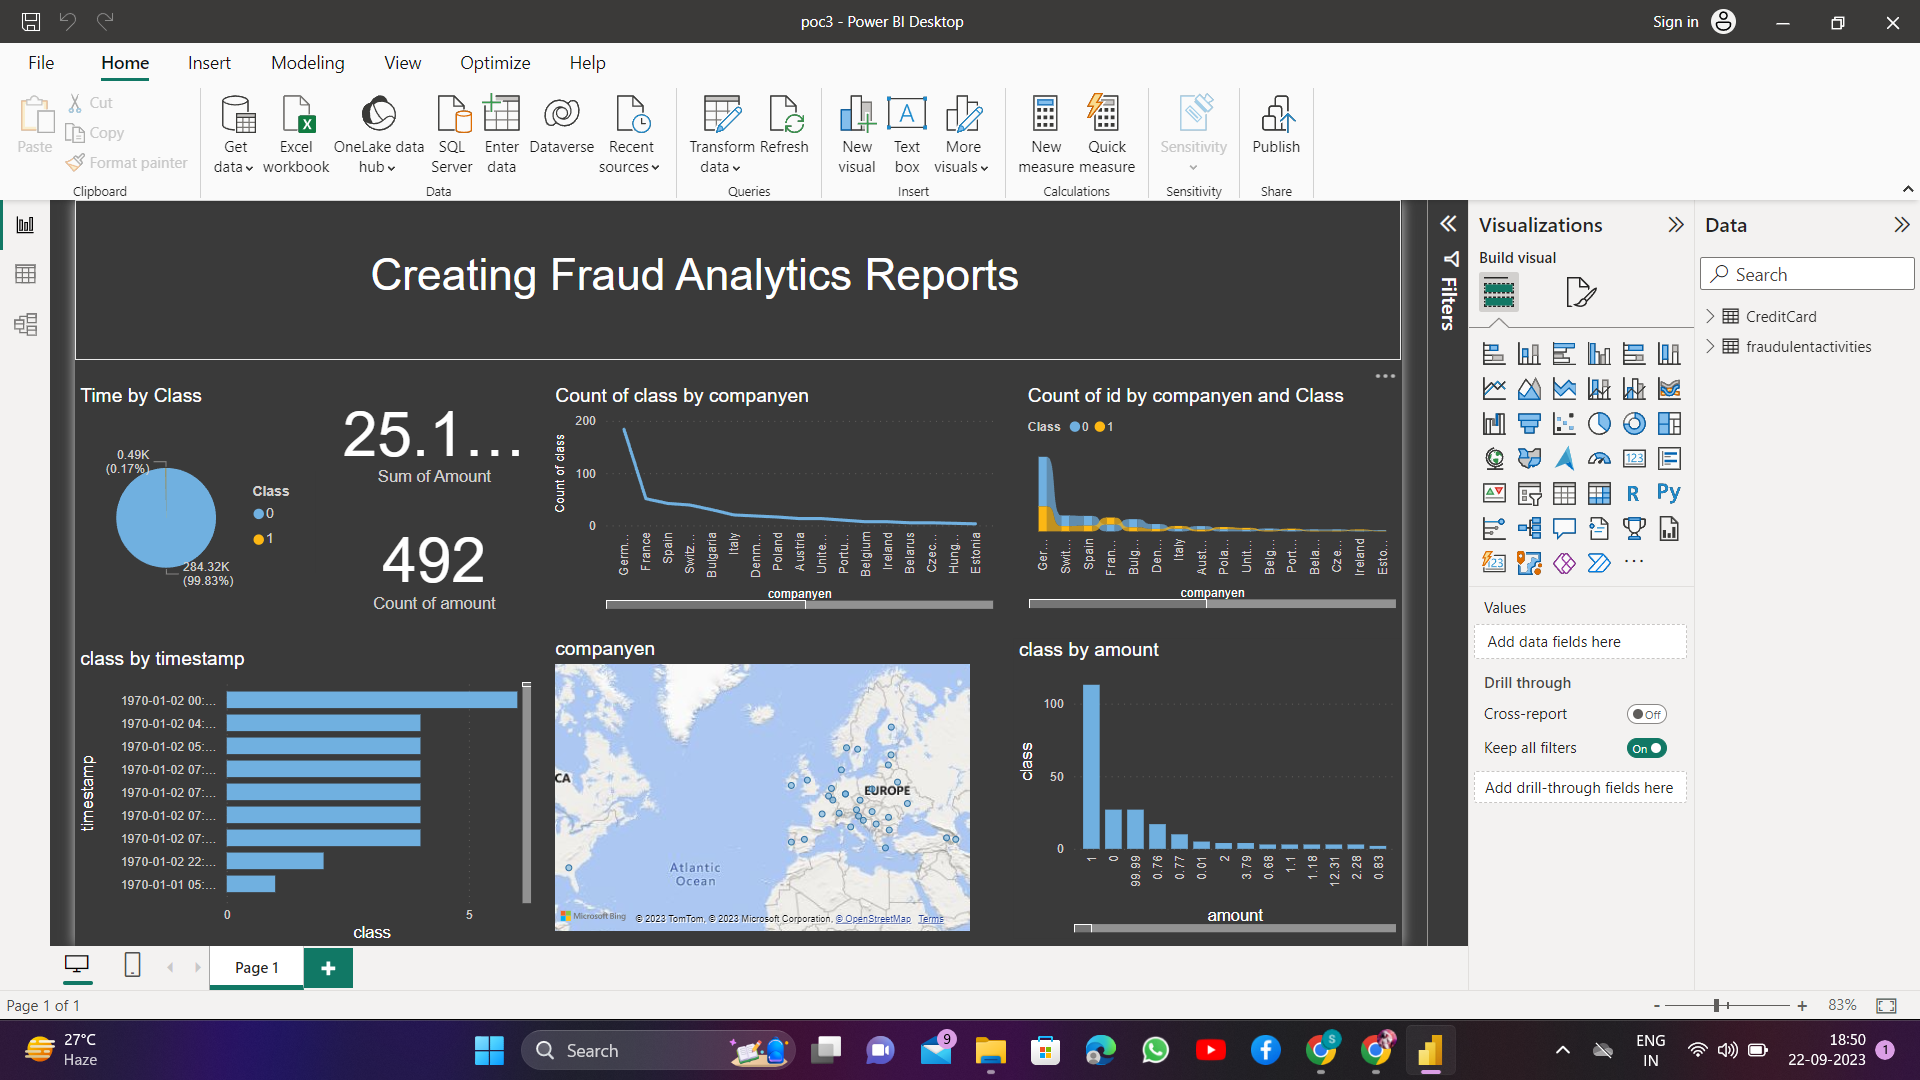 poc3 - Power BI Desktop
Sign in
File
Home
Insert
Modeling
View
Optimize
Help
Paste
Cut
Copy
Format painter
Clipboard
Get data
Excel workbook
OneLake data hub
SQL Server
Enter data
Dataverse
Recent sources
Data
Transform data
Refresh
Queries
New visual
Text box
More visuals
Insert
New measure
Quick measure
Calculations
Sensitivity
Sensitivity
Publish
Share
Creating Fraud Analytics Reports
Time by Class
0.49K
(0.17%)
284.32K
(99.83%)
Class
0
1
25.1...
Sum of Amount
492
Count of amount
Count of class by companyen
Count of class
200
100
0
Germ...
France
Spain
Switz...
Bulgaria
Italy
Denm...
Poland
Austria
Unite...
Portu...
Belgium
Ireland
Belarus
Czec...
Hung...
Estonia
companyen
Count of id by companyen and Class
Class 0 1
Ger...
Swit...
Spain
Fran...
Bulg...
Den...
Italy
Aust...
Pola...
Unit...
Belg...
Port...
Bela...
Cze...
Ireland
Esto...
companyen
class by timestamp
timestamp
1970-01-02 00:...
1970-01-02 04:...
1970-01-02 05:...
1970-01-02 07:...
1970-01-02 07:...
1970-01-02 07:...
1970-01-02 07:...
1970-01-02 22:...
1970-01-01 05:...
0
5
class
companyen
CA
EUROPE
Atlantic
Ocean
Microsoft Bing
© 2023 TomTom, © 2023 Microsoft Corporation, © OpenStreetMap Terms
class by amount
class
100
50
0
1
0
99.99
0.76
0.77
0.01
2
3.79
0.68
1.1
1.18
12.31
2.28
0.83
amount
Filters
Visualizations
Build visual
123
R
Py
123
Values
Add data fields here
Drill through
Cross-report
Off
Keep all filters
On
Add drill-through fields here
Data
Search
CreditCard
fraudulentactivities
Page 1
Page 1 of 1
83%
27°C
Haze
Search
9
S
ENG
IN
18:50
22-09-2023
1